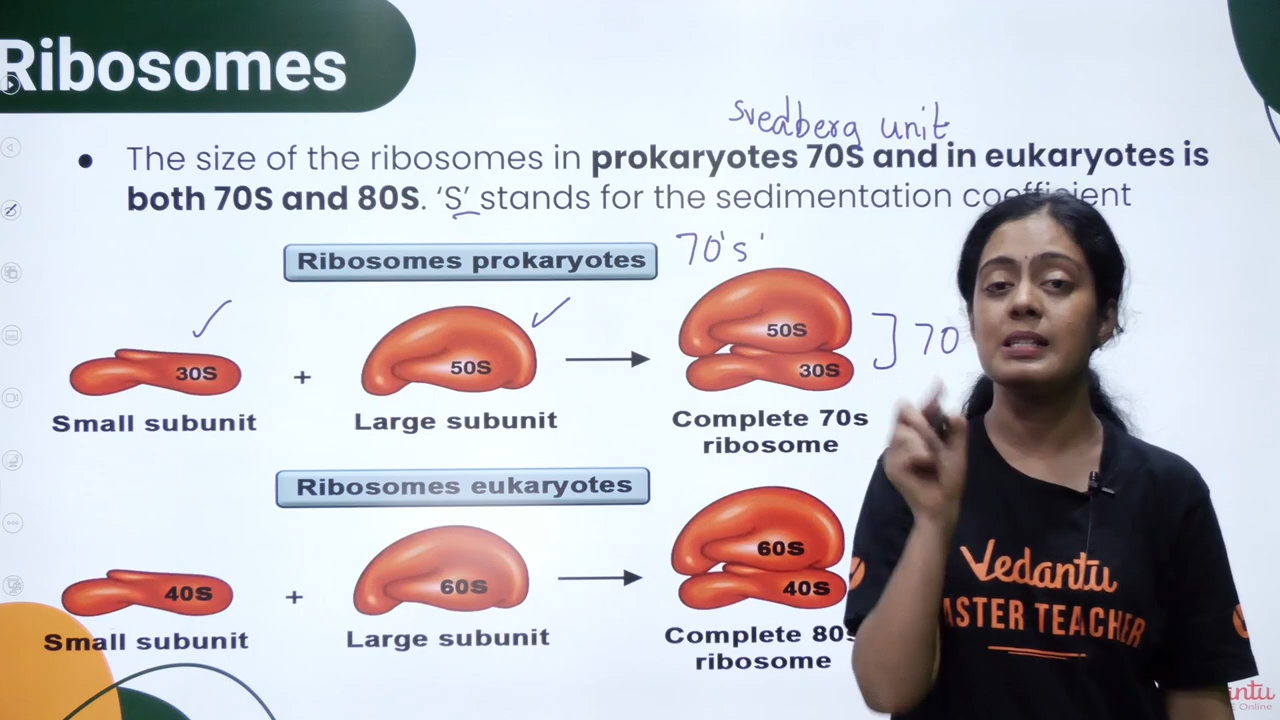 Ribosomes
Svedberg unit
The size of the ribosomes in prokaryotes 70S and in eukaryotes is
both 70S and 80S. ‘S’ stands for the sedimentation coefficient
Ribosomes prokaryotes
70's'
30S
+
50S
50S
30S
] 70
Small subunit
Large subunit
Complete 70s
ribosome
Ribosomes eukaryotes
40S
+
60S
60S
40S
Small subunit
Large subunit
Complete 80s
ribosome
Vedantu
MASTER TEACHER